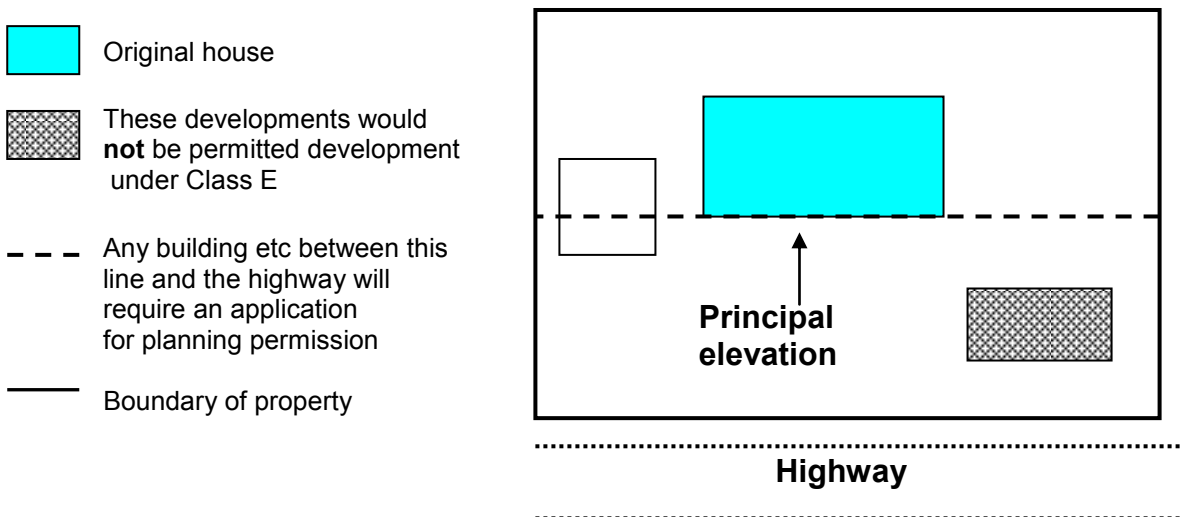 Original house
These developments would
not be permitted development
under Class E
Any building etc between this
line and the highway will
require an application
for planning permission
Boundary of property
Principal
elevation
Highway